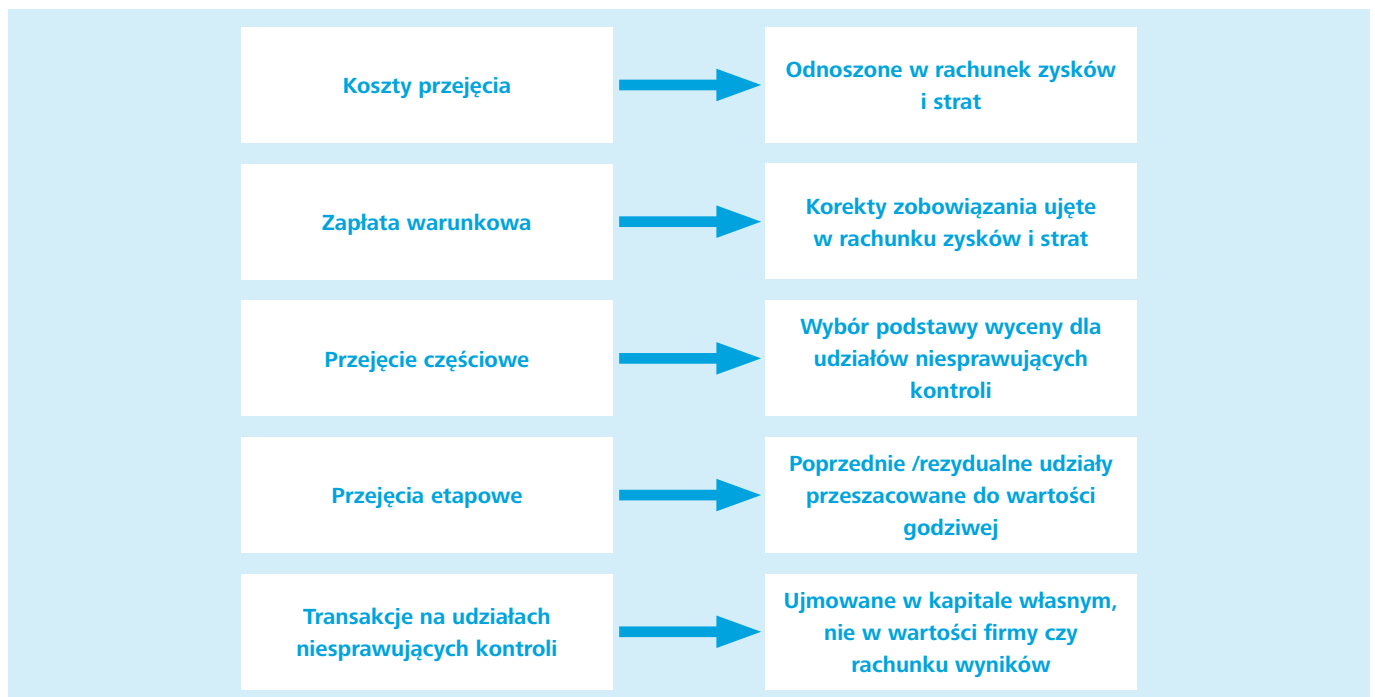 Koszty przejęcia
Odnoszone w rachunek zysków
i strat
Zapłata warunkowa
Korekty zobowiązania ujęte
w rachunku zysków i strat
Przejęcie częściowe
Wybór podstawy wyceny dla
udziałów niesprawujących
kontroli
Przejęcia etapowe
Poprzednie /rezydualne udziały
przeszacowane do wartości
godziwej
Transakcje na udziałach
niesprawujących kontroli
Ujmowane w kapitale własnym,
nie w wartości firmy czy
rachunku wyników